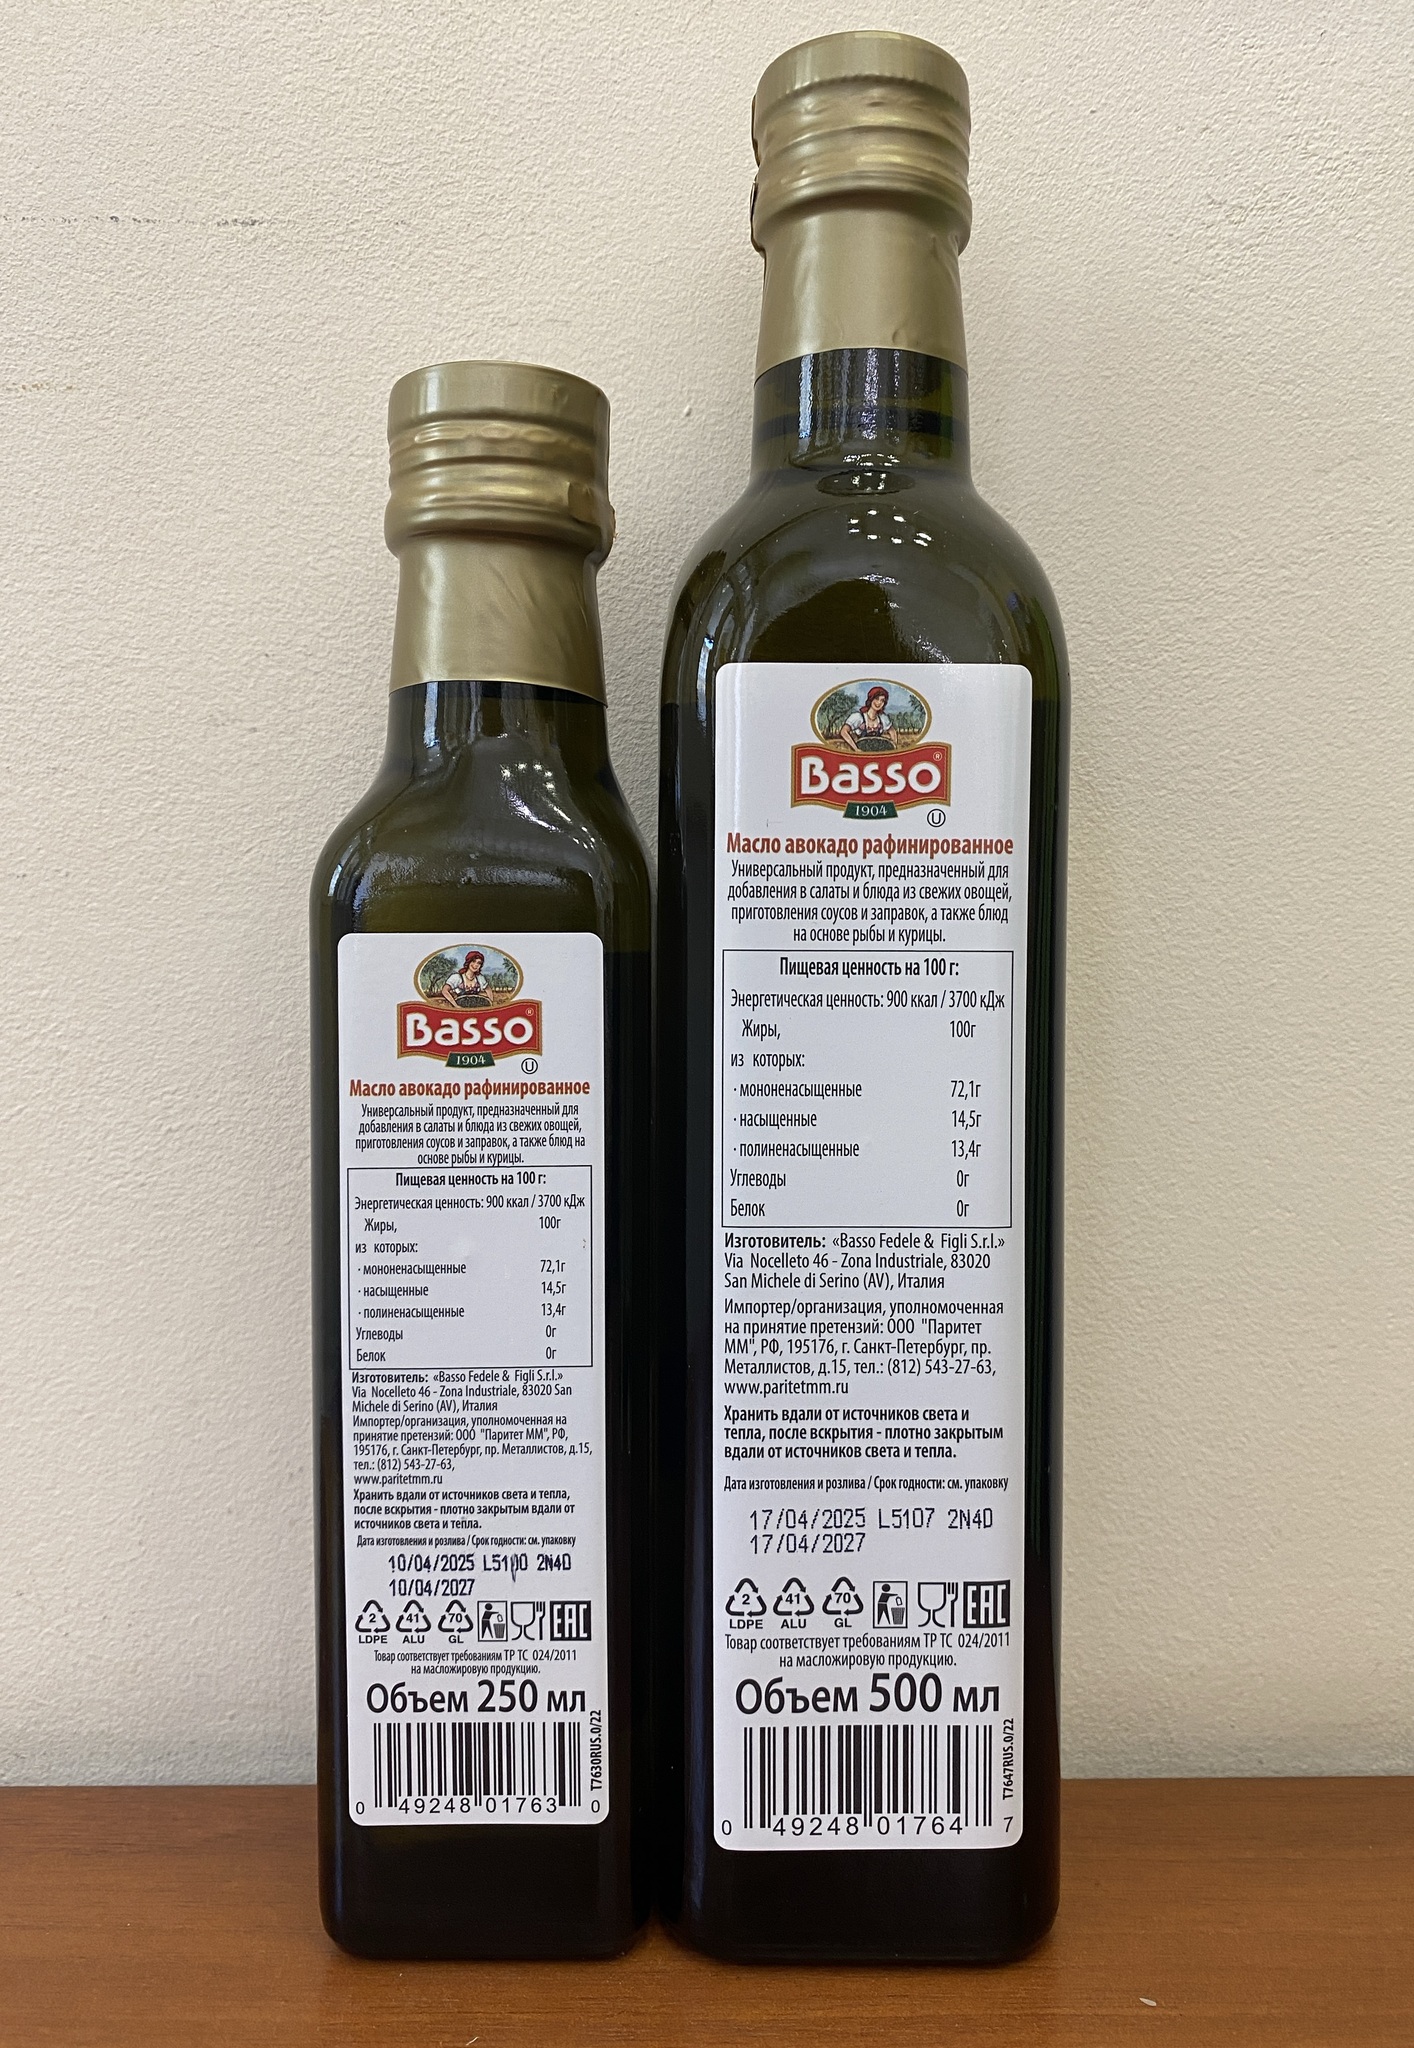 Basso®
1904
U
Масло авокадо рафинированное
Универсальный продукт, предназначенный для
добавления в салаты и блюда из свежих овощей,
приготовления соусов и заправок, а также блюд на
основе рыбы и курицы.
Пищевая ценность на 100 г:
Энергетическая ценность: 900 ккал / 3700 кДж
Жиры, 100г
из которых:
· мононенасыщенные 72,1г
· насыщенные 14,5г
· полиненасыщенные 13,4г
Углеводы 0г
Белок 0г
Изготовитель: «Basso Fedele & Figli S.r.l.»
Via Nocelleto 46 - Zona Industriale, 83020 San
Michele di Serino (AV), Италия
Импортер/организация, уполномоченная на
принятие претензий: ООО "Паритет ММ", РФ,
195176, г. Санкт-Петербург, пр. Металлистов, д.15,
тел.: (812) 543-27-63,
www.paritetmm.ru
Хранить вдали от источников света и тепла,
после вскрытия - плотно закрытым вдали от
источников света и тепла.
Дата изготовления и розлива / Срок годности: см. упаковку
10/04/2025 L5100 2N4D
10/04/2027
2 41 70
LDPE ALU GL EAC
Товар соответствует требованиям ТР ТС 024/2011
на масложировую продукцию.
Объем 250 мл
T7630RUS.0/22
0 49248 01763 0
Basso®
1904
U
Масло авокадо рафинированное
Универсальный продукт, предназначенный для
добавления в салаты и блюда из свежих овощей,
приготовления соусов и заправок, а также блюд
на основе рыбы и курицы.
Пищевая ценность на 100 г:
Энергетическая ценность: 900 ккал / 3700 кДж
Жиры, 100г
из которых:
· мононенасыщенные 72,1г
· насыщенные 14,5г
· полиненасыщенные 13,4г
Углеводы 0г
Белок 0г
Изготовитель: «Basso Fedele & Figli S.r.l.»
Via Nocelleto 46 - Zona Industriale, 83020
San Michele di Serino (AV), Италия
Импортер/организация, уполномоченная
на принятие претензий: ООО "Паритет
ММ", РФ, 195176, г. Санкт-Петербург, пр.
Металлистов, д.15, тел.: (812) 543-27-63,
www.paritetmm.ru
Хранить вдали от источников света и
тепла, после вскрытия - плотно закрытым
вдали от источников света и тепла.
Дата изготовления и розлива / Срок годности: см. упаковку
17/04/2025 L5107 2N4D
17/04/2027
2 41 70
LDPE ALU GL EAC
Товар соответствует требованиям ТР ТС 024/2011
на масложировую продукцию.
Объем 500 мл
T7647RUS.0/22
0 49248 01764 7